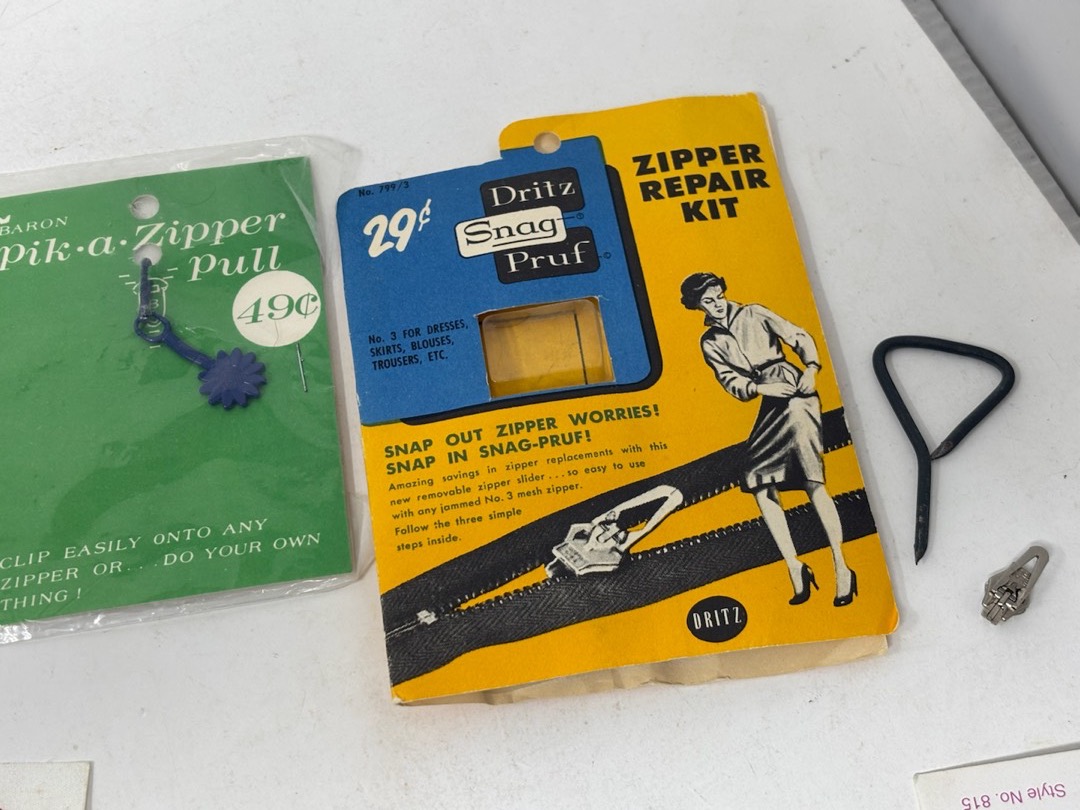 BARON
Pik·a·Zipper
Pull
49¢
CLIP EASILY ONTO ANY
ZIPPER OR... DO YOUR OWN
THING!
No. 799/3
29¢
Dritz
Snag ®
Pruf ©
ZIPPER
REPAIR
KIT
No. 3 FOR DRESSES,
SKIRTS, BLOUSES,
TROUSERS, ETC.
SNAP OUT ZIPPER WORRIES!
SNAP IN SNAG-PRUF!
Amazing savings in zipper replacements with this
new removable zipper slider...so easy to use
with any jammed No. 3 mesh zipper.
Follow the three simple
steps inside.
DRITZ
Style No. 815